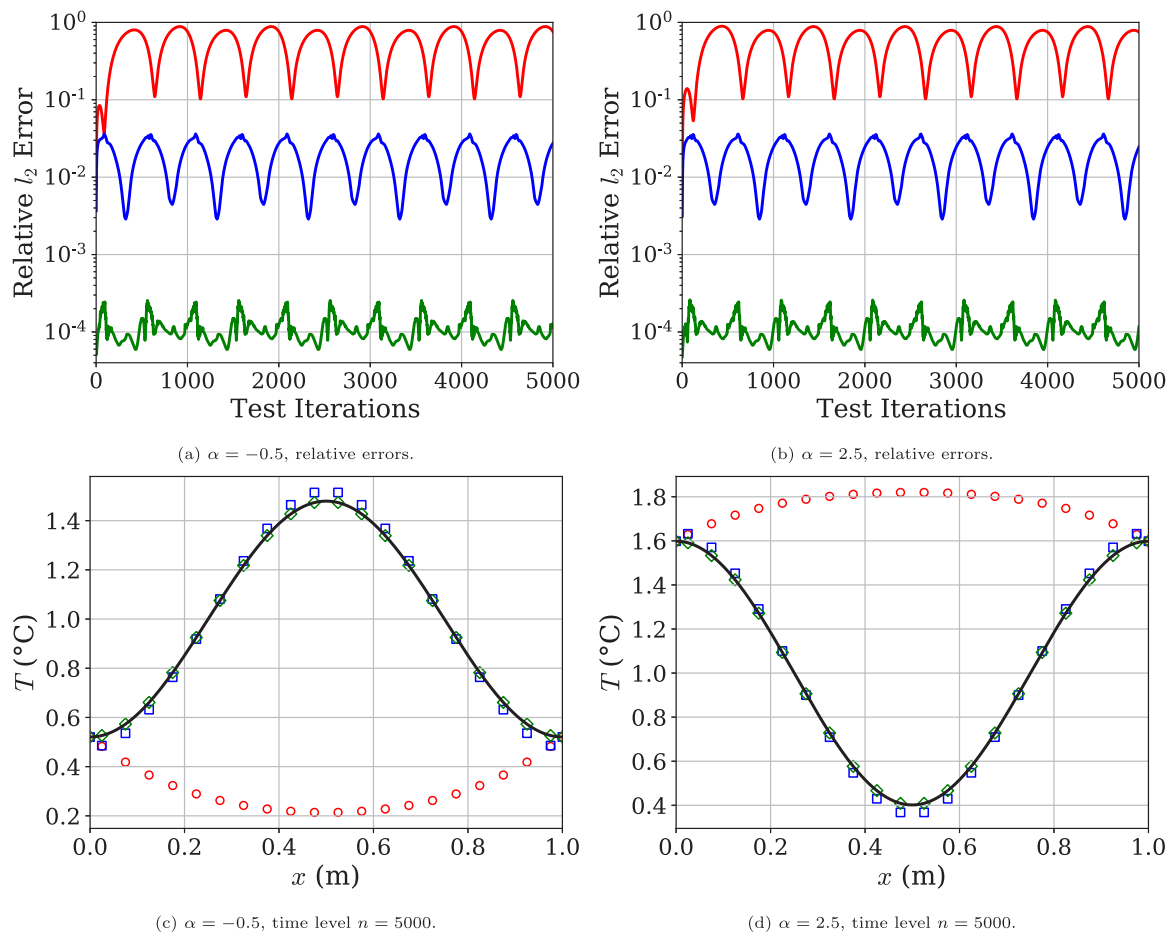 10⁰
10⁻¹
10⁻²
10⁻³
10⁻⁴
Relative l₂ Error
0 1000 2000 3000 4000 5000
Test Iterations
(a) α = −0.5, relative errors.
10⁰
10⁻¹
10⁻²
10⁻³
10⁻⁴
Relative l₂ Error
0 1000 2000 3000 4000 5000
Test Iterations
(b) α = 2.5, relative errors.
1.4
1.2
1.0
0.8
0.6
0.4
0.2
T (°C)
0.0 0.2 0.4 0.6 0.8 1.0
x (m)
(c) α = −0.5, time level n = 5000.
1.8
1.6
1.4
1.2
1.0
0.8
0.6
0.4
T (°C)
0.0 0.2 0.4 0.6 0.8 1.0
x (m)
(d) α = 2.5, time level n = 5000.